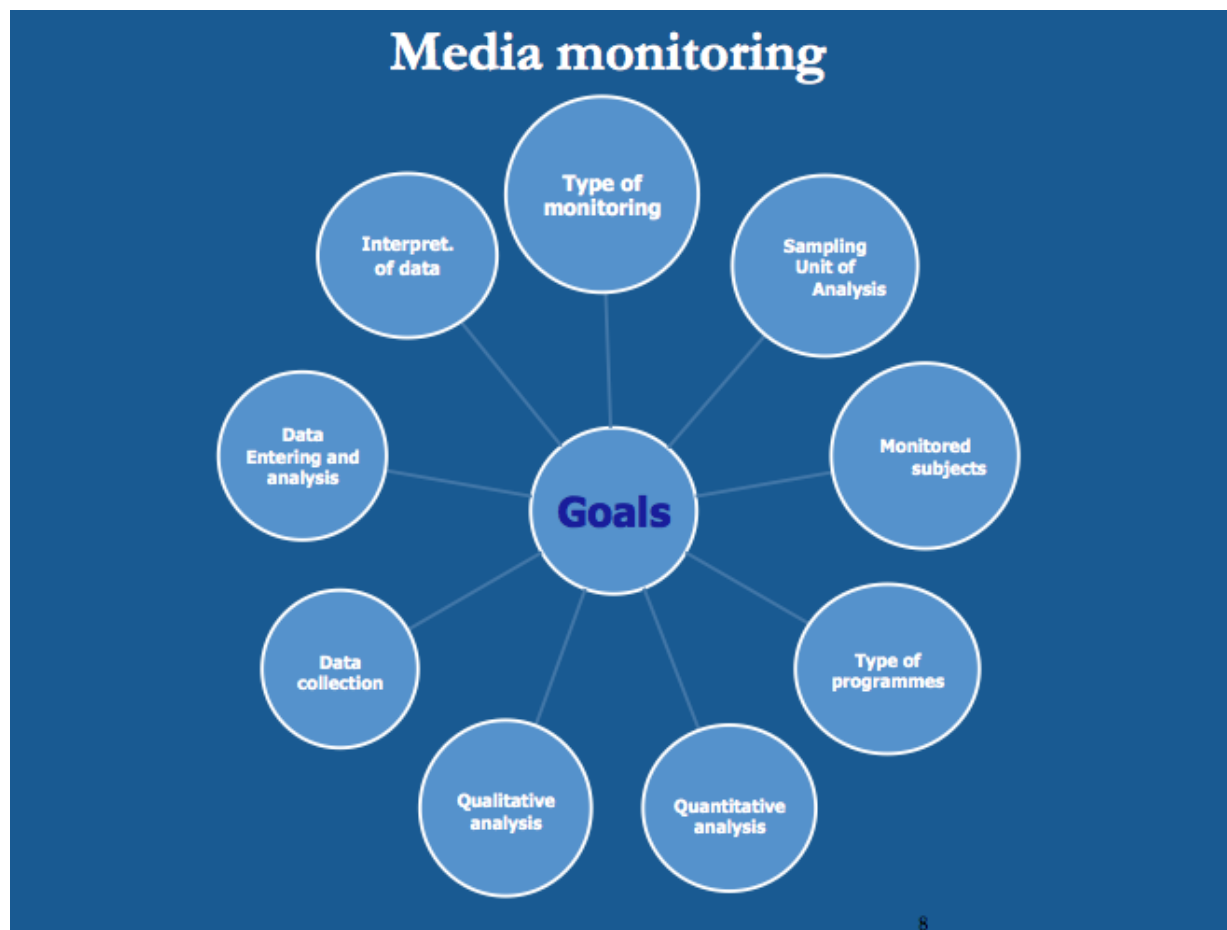 Media monitoring
Type of
monitoring
Sampling
Unit of
Analysis
Monitored
subjects
Type of
programmes
Quantitative
analysis
Qualitative
analysis
Data
collection
Data
Entering and
analysis
Interpret.
of data
Goals
8